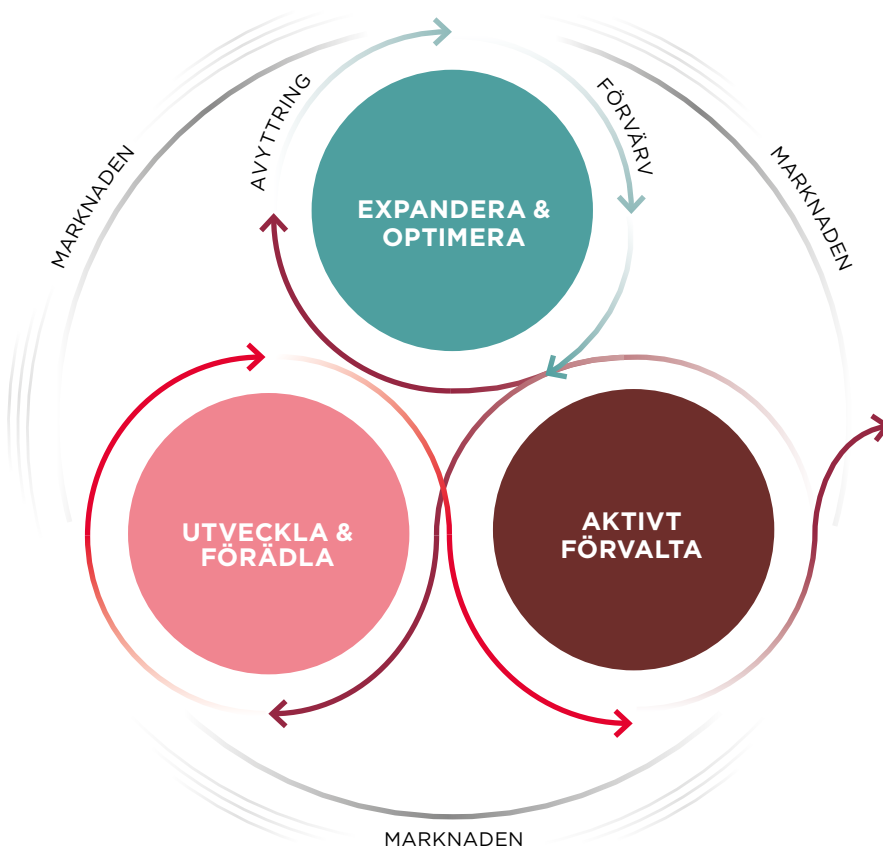 AVYTTRING
FÖRVÄRV
MARKNADEN
MARKNADEN
EXPANDERA &
OPTIMERA
UTVECKLA &
FÖRÄDLA
AKTIVT
FÖRVALTA
MARKNADEN